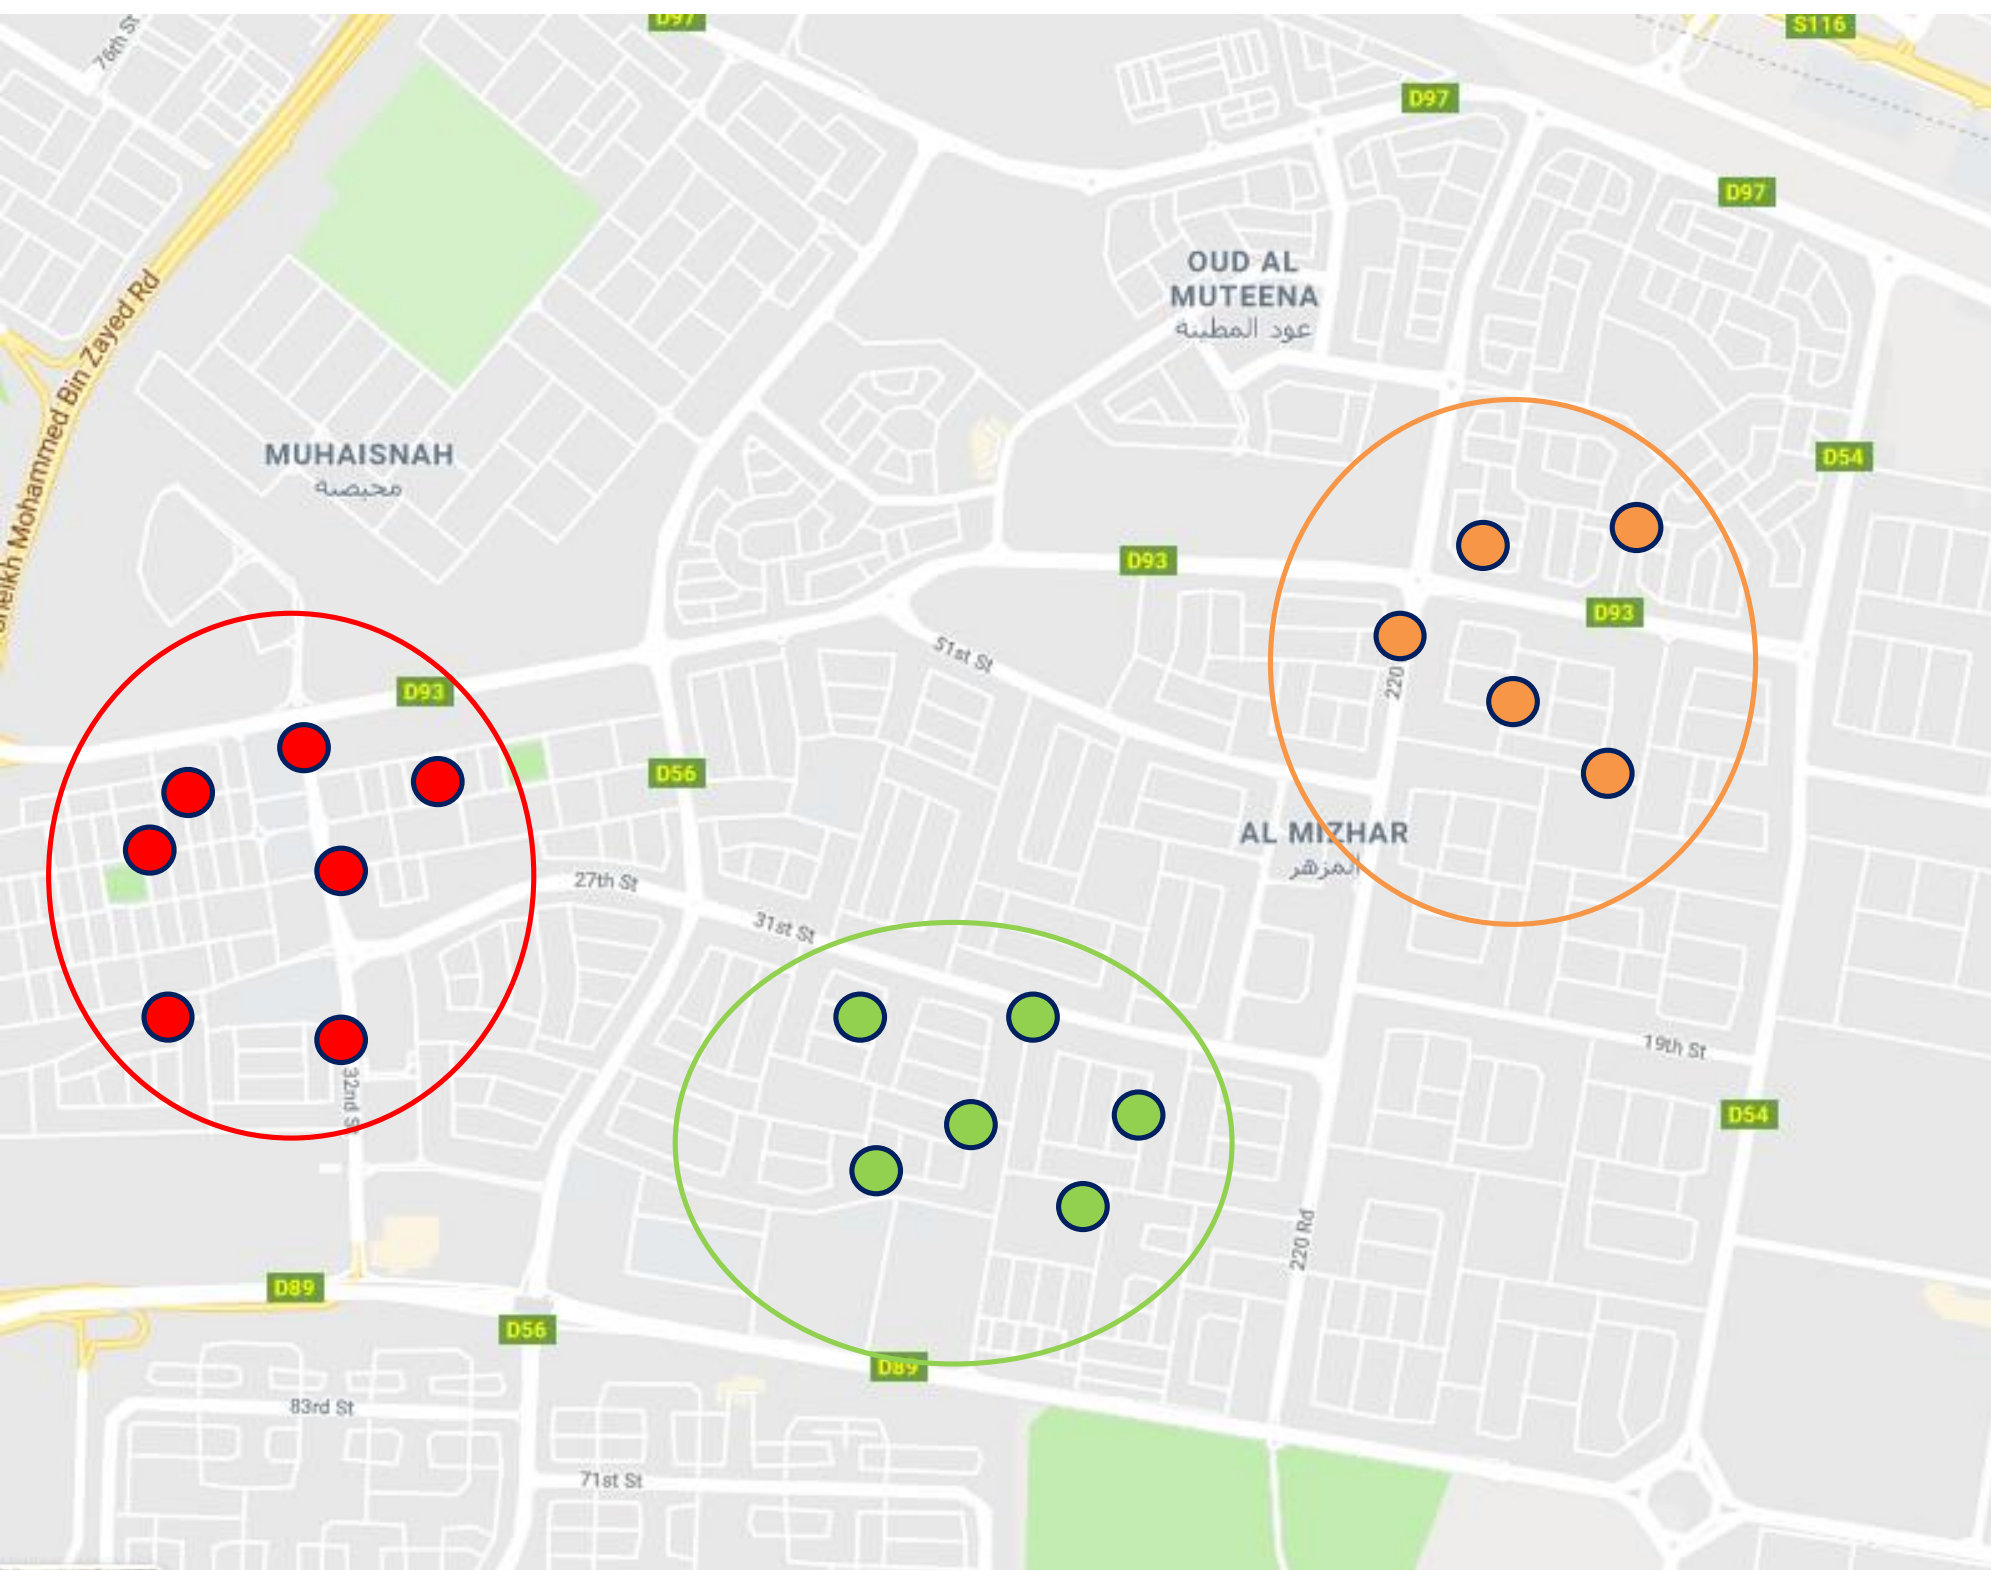 76th St
D97
S116
D97
D97
OUD AL
MUTEENA
عود المطينة
Sheikh Mohammed Bin Zayed Rd
MUHAISNAH
محيصنة
D54
D93
D93
51st St
220
D93
D56
AL MIZHAR
المزهر
27th St
31st St
19th St
32nd St
D54
220 Rd
D89
D56
D89
83rd St
71st St